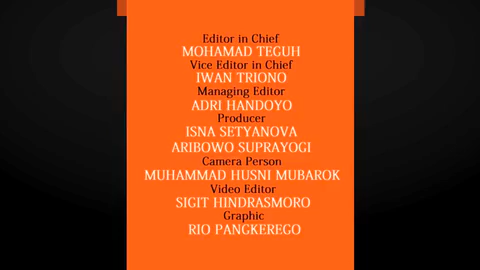 Editor in Chief
MOHAMAD TEGUH
Vice Editor in Chief
IWAN TRIONO
Managing Editor
ADRI HANDOYO
Producer
ISNA SETYANOVA
ARIBOWO SUPRAYOGI
Camera Person
MUHAMMAD HUSNI MUBAROK
Video Editor
SIGIT HINDRASMORO
Graphic
RIO PANGKEREGO